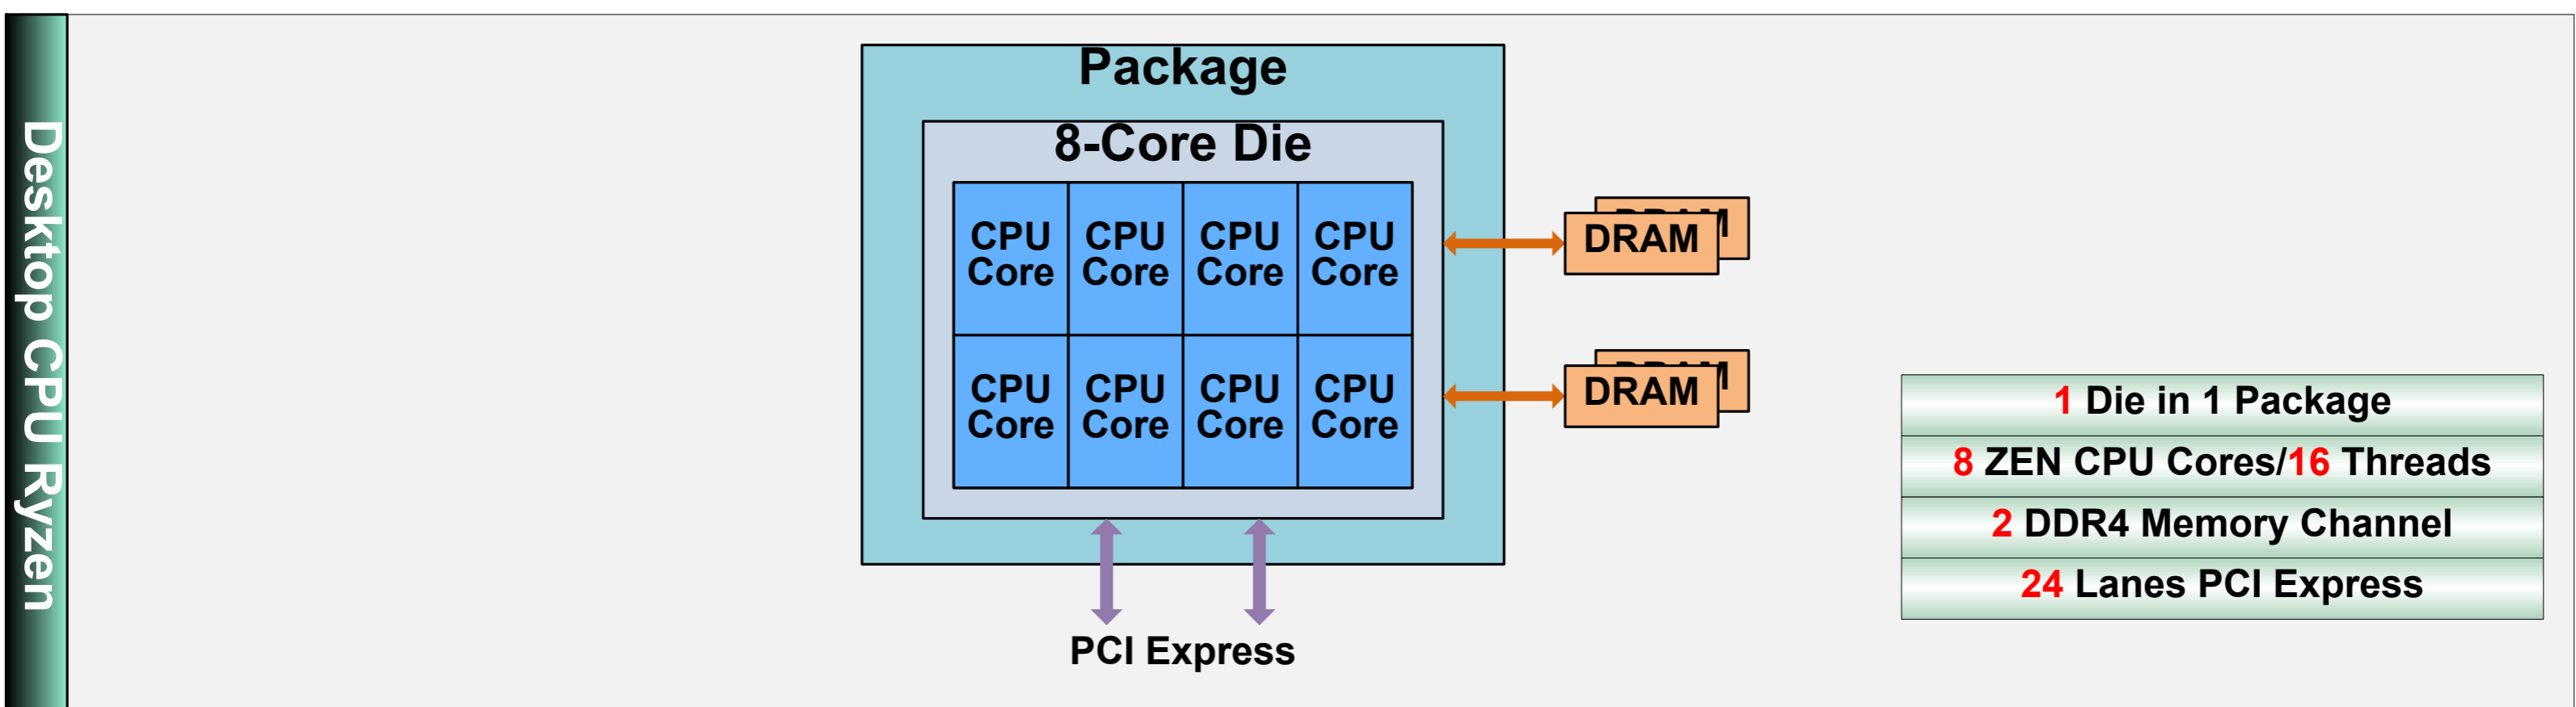 Desktop CPU Ryzen
Package
8-Core Die
CPU Core
CPU Core
CPU Core
CPU Core
CPU Core
CPU Core
CPU Core
CPU Core
DRAM
DRAM
DRAM
DRAM
PCI Express
1 Die in 1 Package
8 ZEN CPU Cores/16 Threads
2 DDR4 Memory Channel
24 Lanes PCI Express